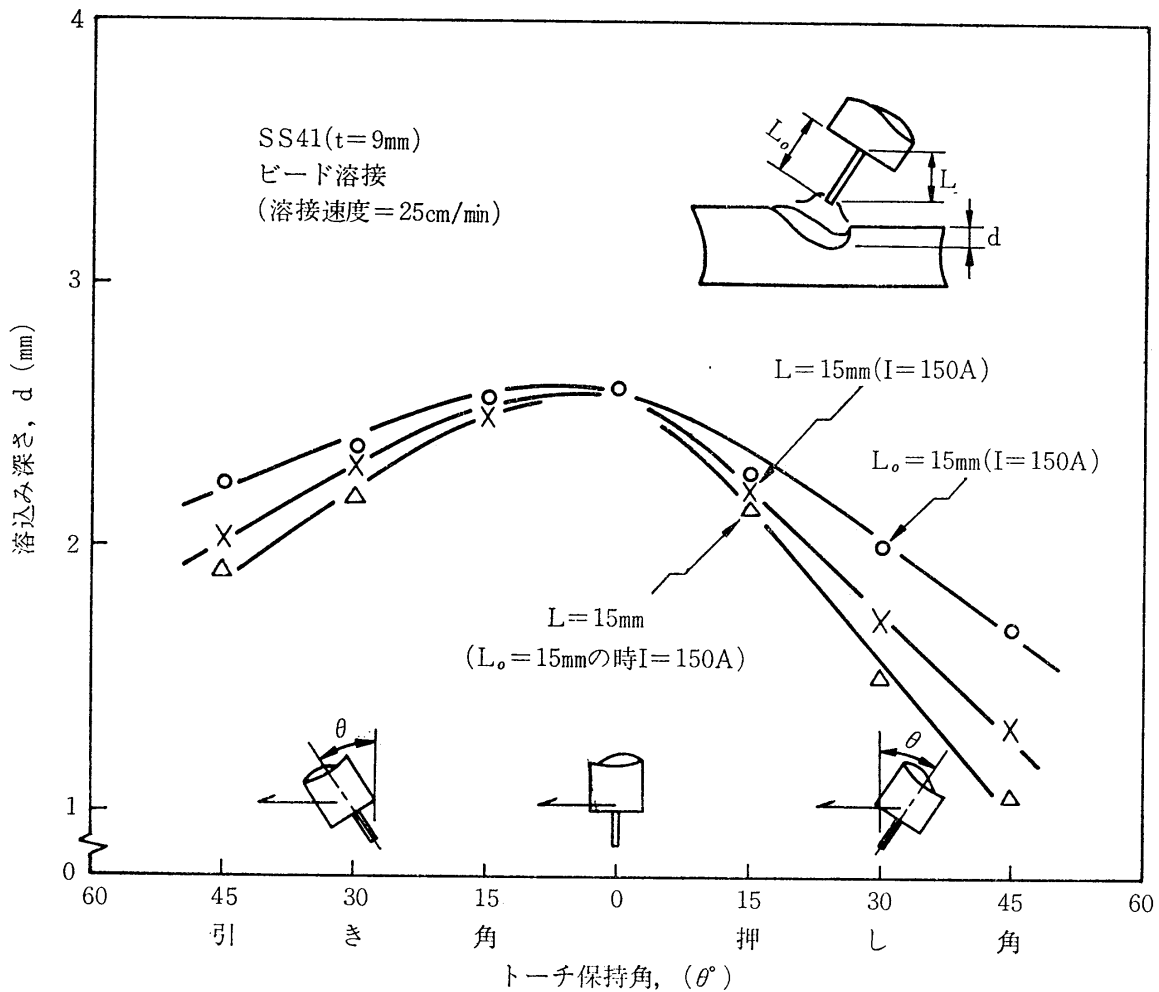 4
SS41(t=9mm)
ビード溶接
(溶接速度=25cm/min)
L₀
L
d
3
溶込み深さ, d (mm)
L=15mm(I=150A)
L₀=15mm(I=150A)
2
L=15mm
(L₀=15mmの時I=150A)
θ
θ
1
0
60 45 30 15 0 15 30 45 60
引き角 押し角
トーチ保持角, (θ°)